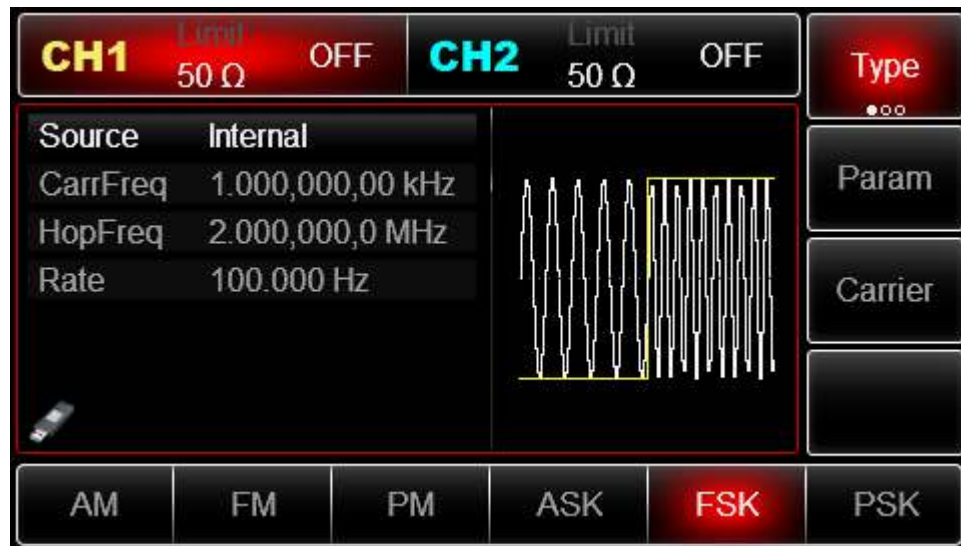 CH1 Limit 50 Ω OFF
CH2 Limit 50 Ω OFF
Type
Source Internal
CarrFreq 1.000,000,00 kHz
HopFreq 2.000,000,0 MHz
Rate 100.000 Hz
Param
Carrier
AM FM PM ASK FSK PSK